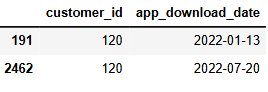 customer_id app_download_date
191 120 2022-01-13
2462 120 2022-07-20